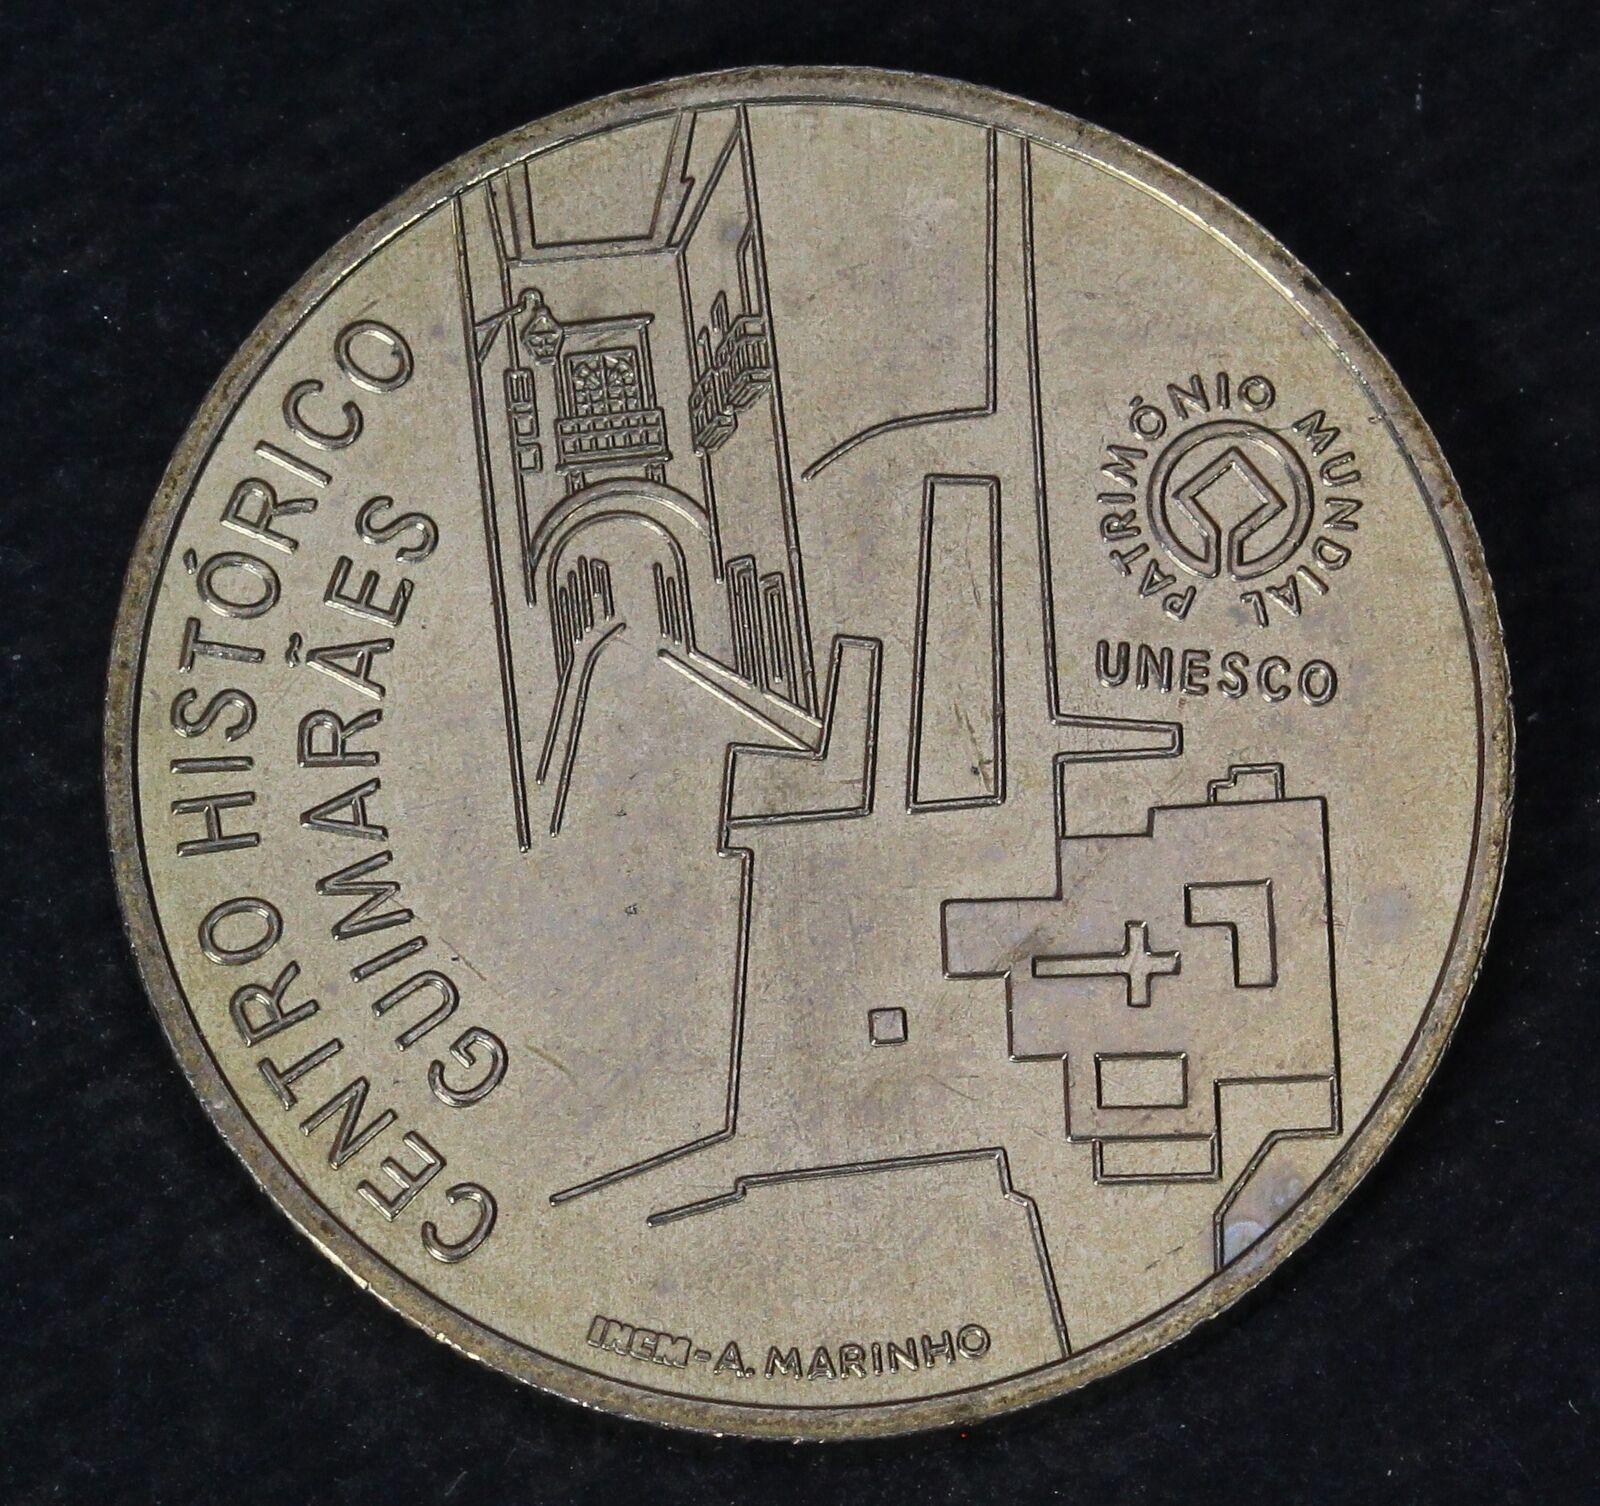 CENTRO HISTÓRICO
GUIMARÃES
PATRIMÓNIO MUNDIAL
UNESCO
INCM - A. MARINHO